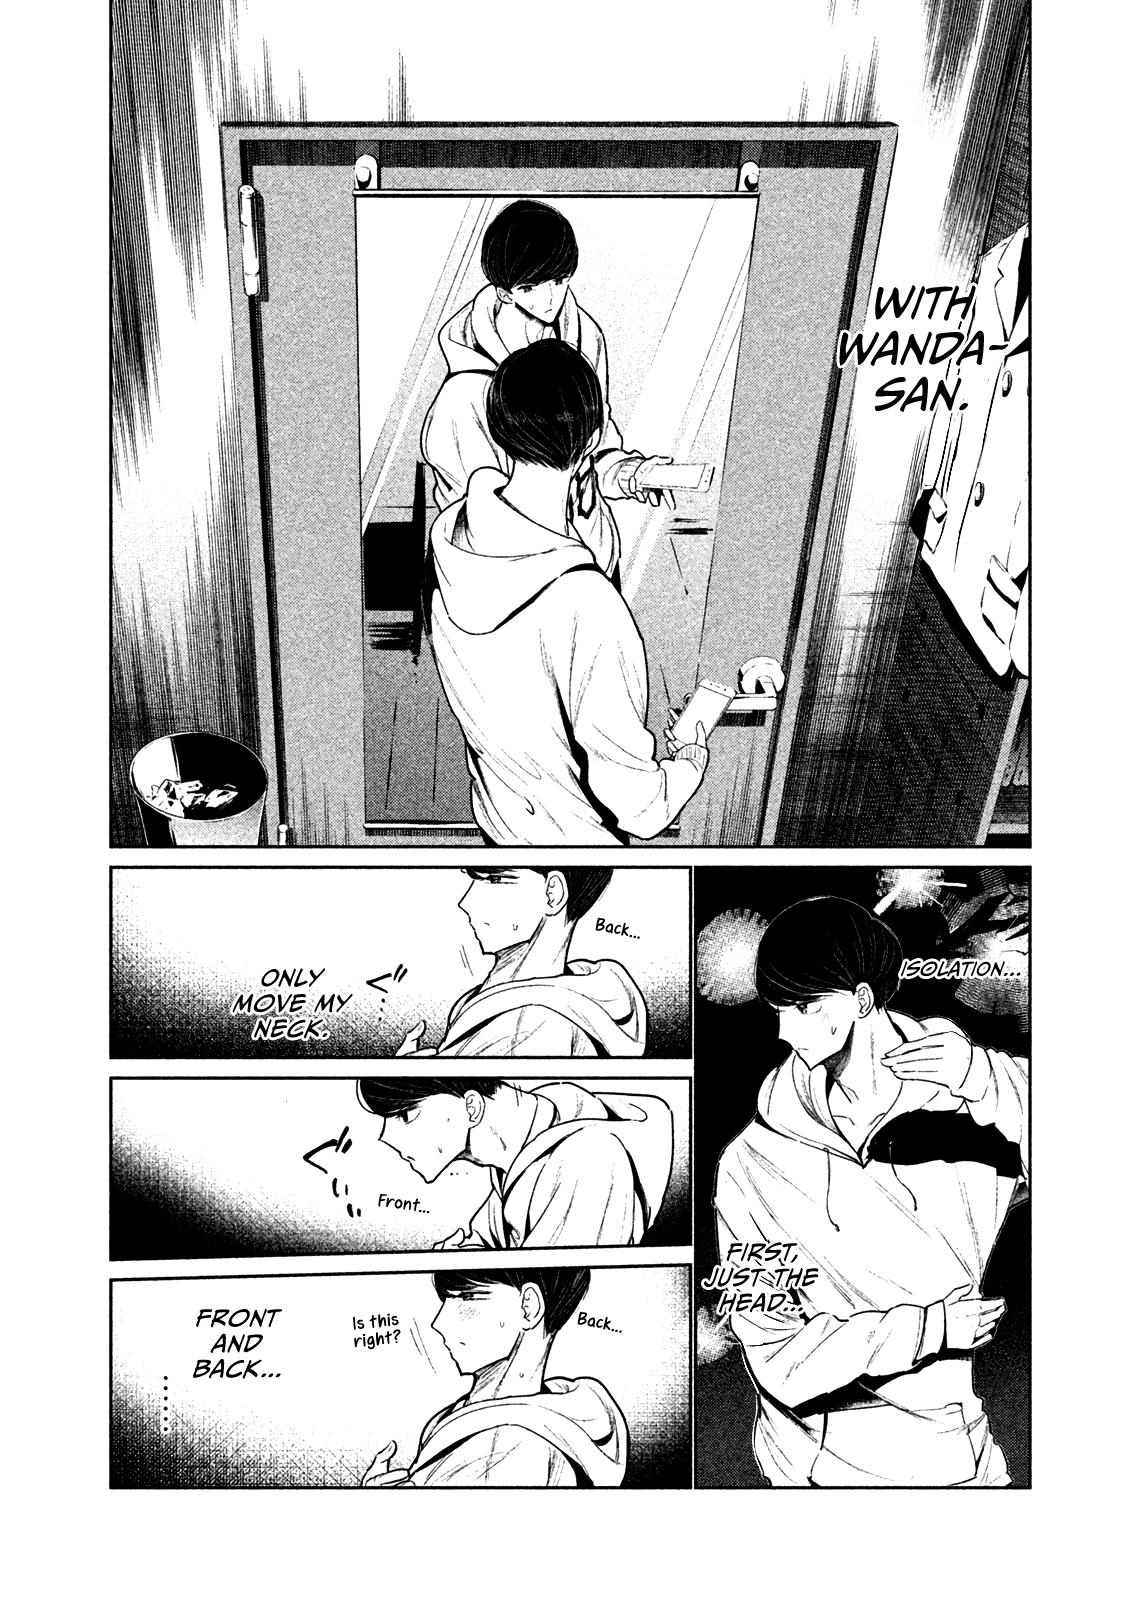 WITH
WANDA-
SAN.
ISOLATION...
FIRST,
JUST THE
HEAD...
Back...
ONLY
MOVE MY
NECK.
Front...
Back...
Is this
right?
FRONT
AND
BACK...